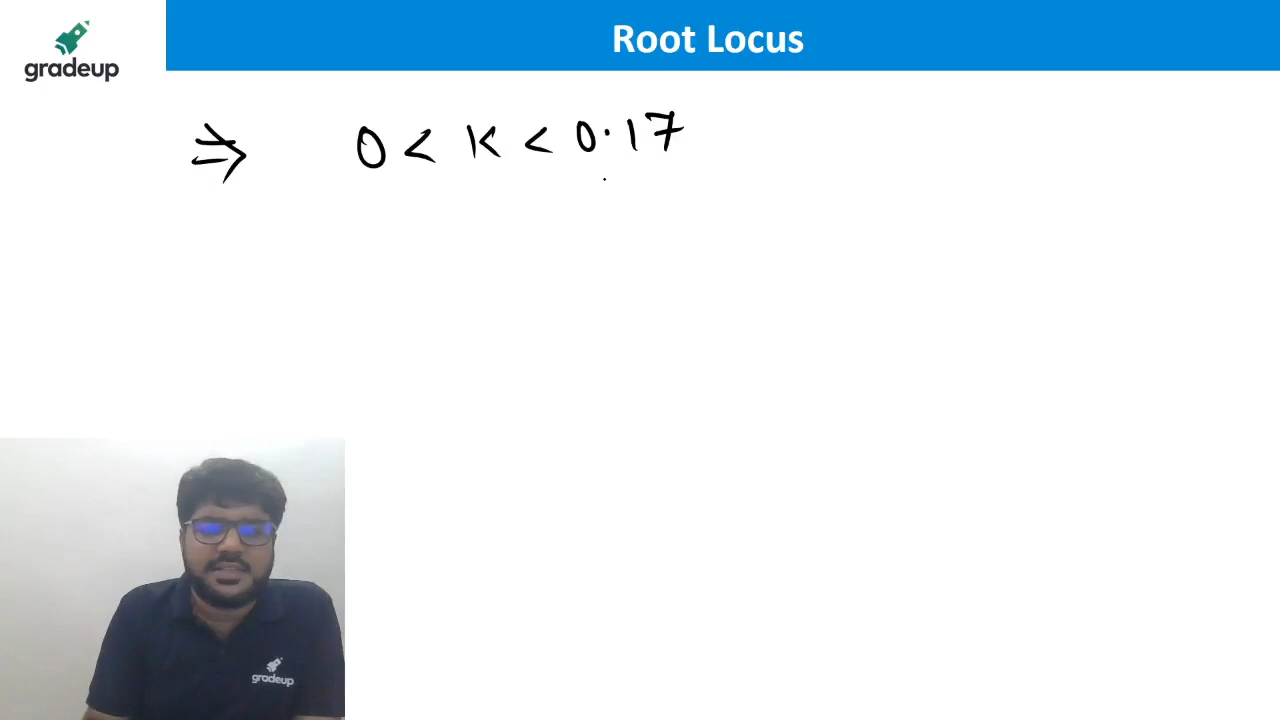 Root Locus
gradeup
⇒ 0 < K < 0.17
gradeup